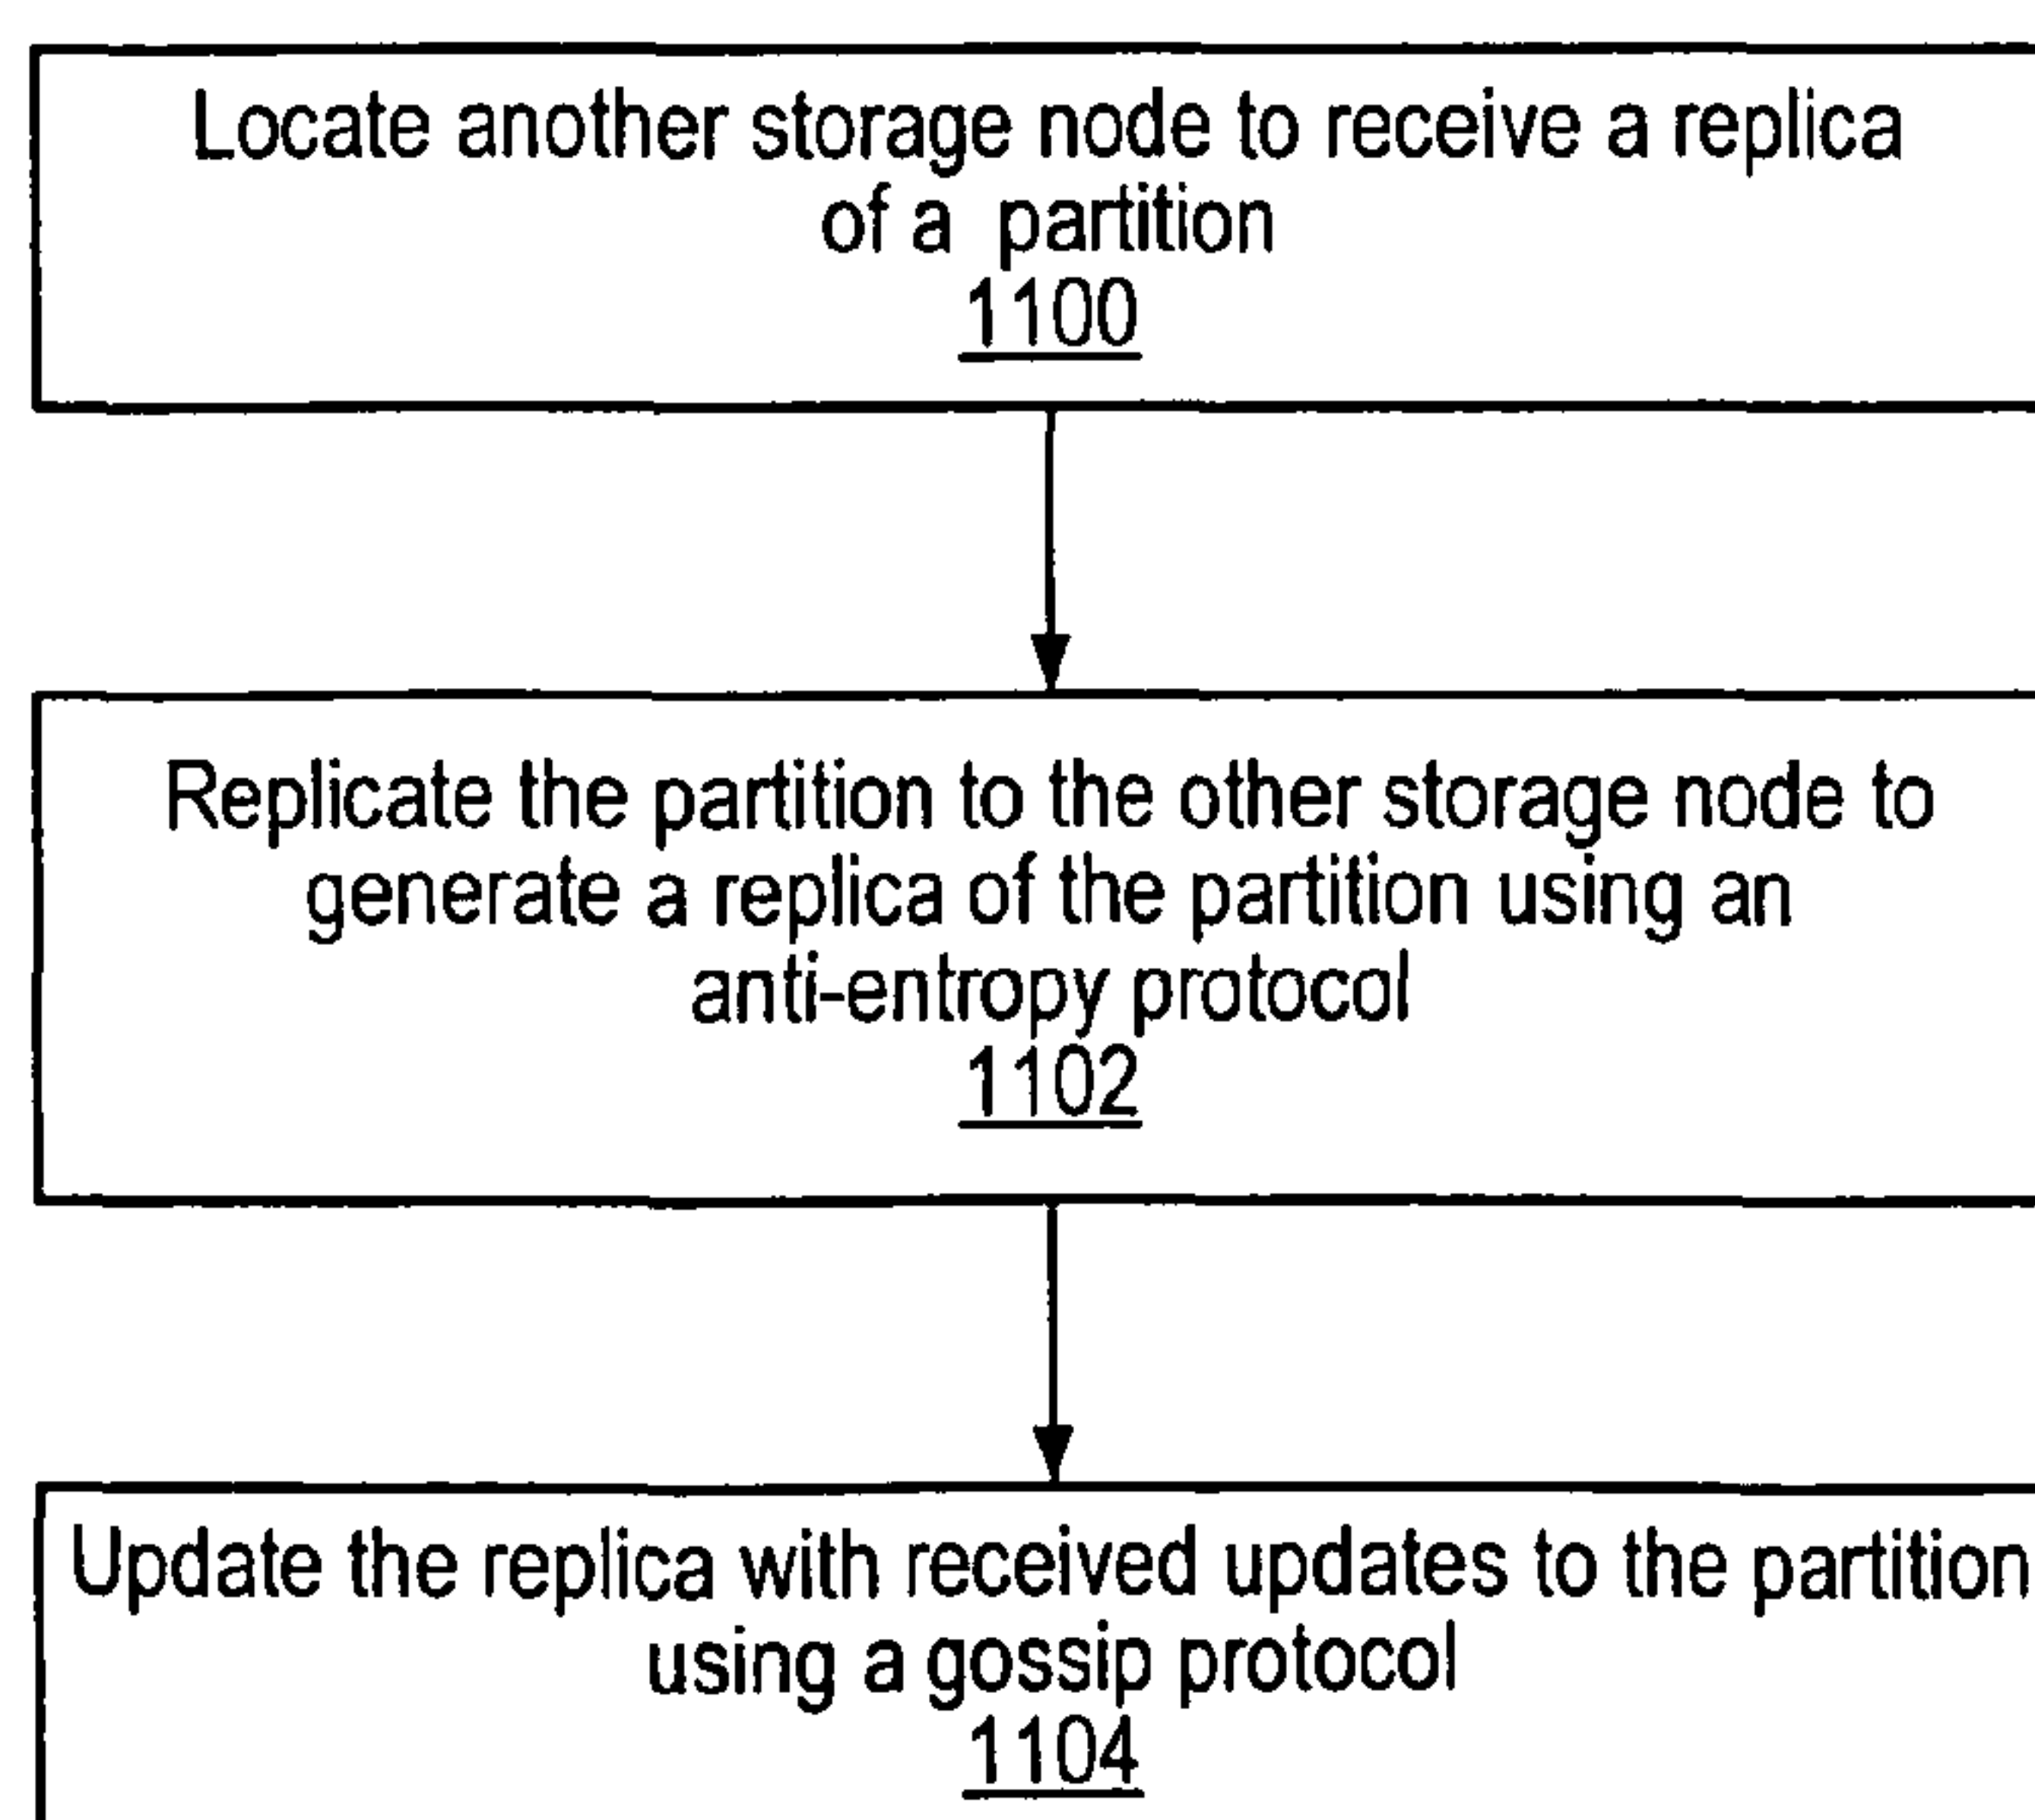 Locate another storage node to receive a replica
of a partition
1100
Replicate the partition to the other storage node to
generate a replica of the partition using an
anti-entropy protocol
1102
Update the replica with received updates to the partition
using a gossip protocol
1104